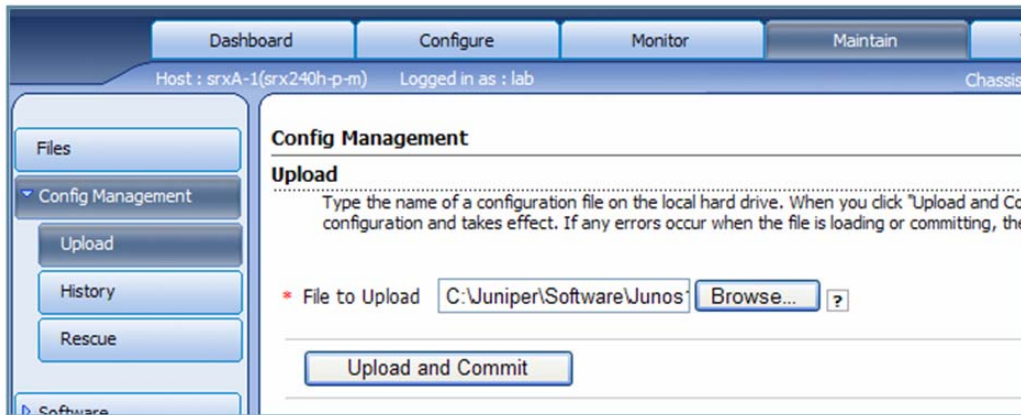 Dashboard Configure Monitor Maintain
Host : srxA-1(srx240h-p-m) Logged in as : lab Chassis
Files
Config Management
Upload
History
Rescue
Software
Config Management
Upload
Type the name of a configuration file on the local hard drive. When you click "Upload and Co
configuration and takes effect. If any errors occur when the file is loading or committing, the
* File to Upload C:\Juniper\Software\Junos Browse... ?
Upload and Commit